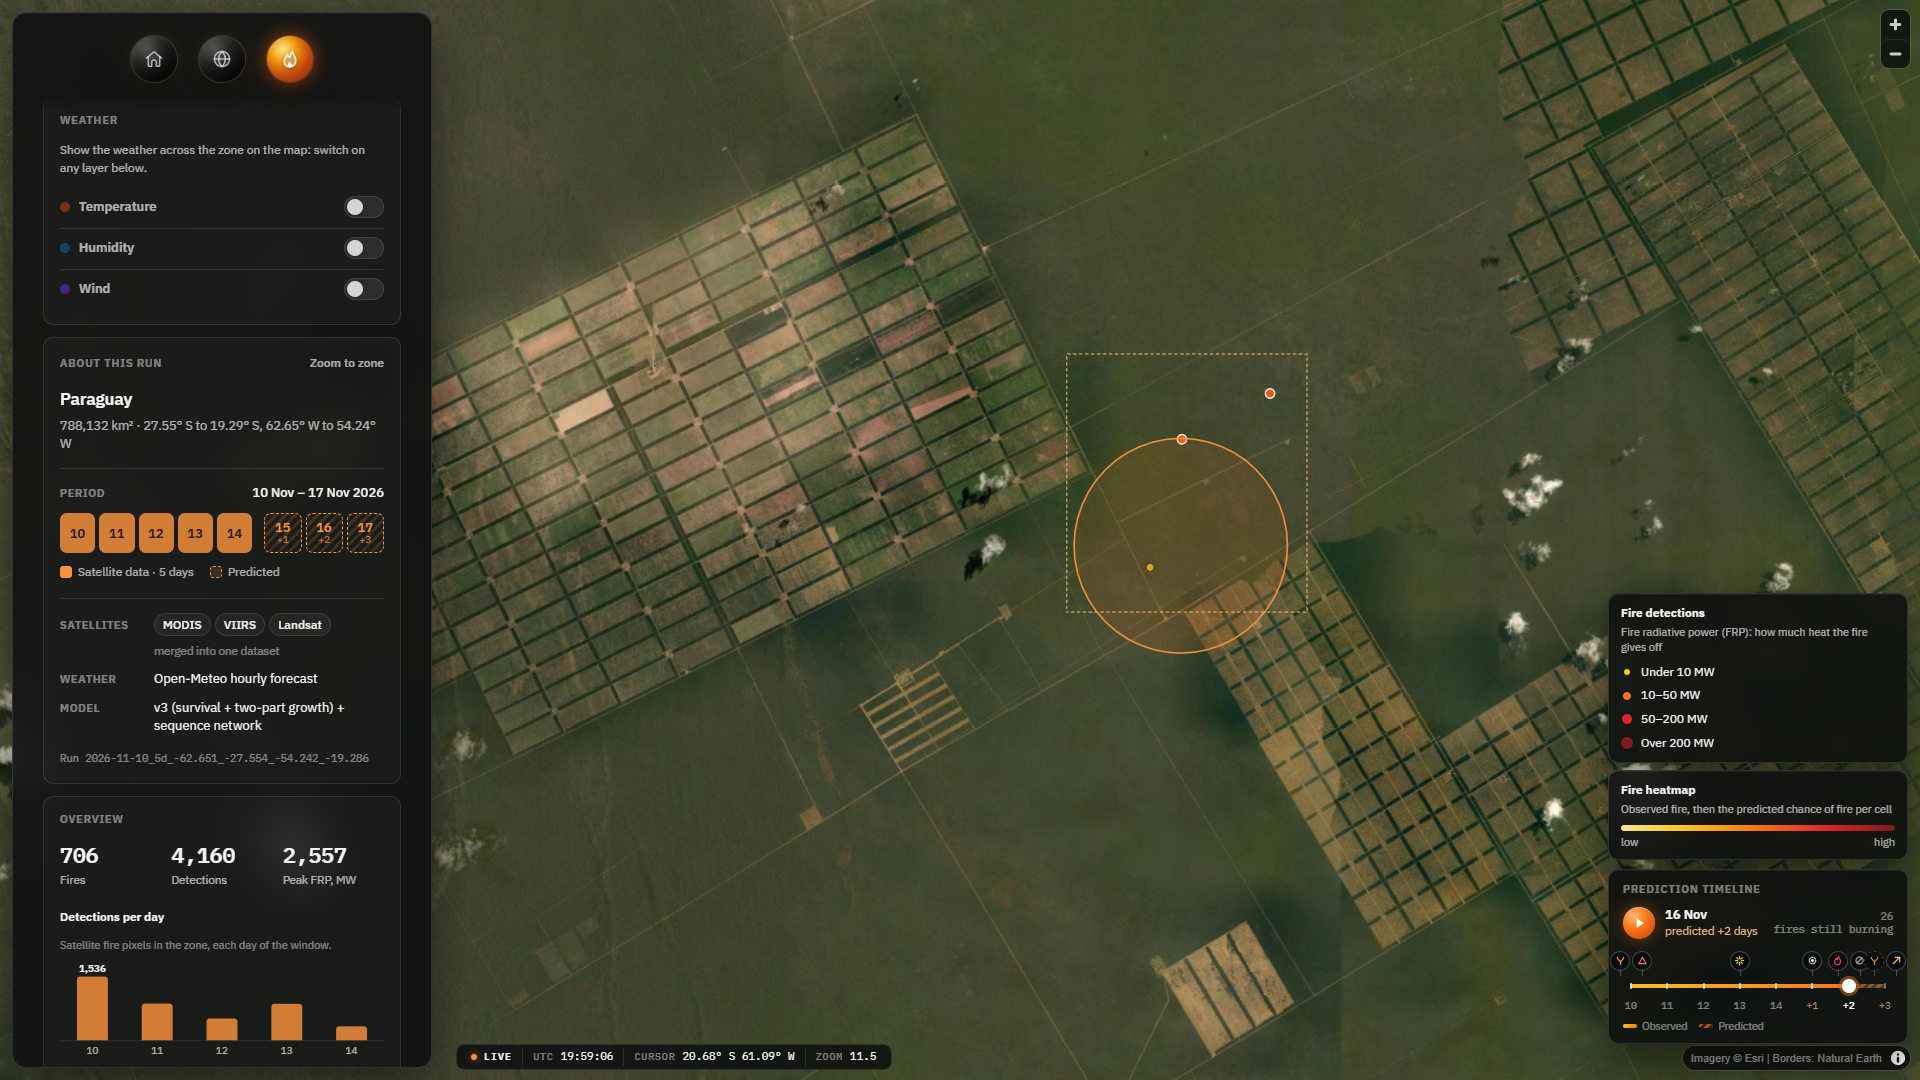 WEATHER
Show the weather across the zone on the map: switch on
any layer below.
Temperature
Humidity
Wind
ABOUT THIS RUN
Zoom to zone
Paraguay
788,132 km² · 27.55° S to 19.29° S, 62.65° W to 54.24°
W
PERIOD
10 Nov – 17 Nov 2026
10 11 12 13 14 15 16 17
+1 +2 +3
Satellite data · 5 days
Predicted
SATELLITES
MODIS VIIRS Landsat
merged into one dataset
WEATHER
Open-Meteo hourly forecast
MODEL
v3 (survival + two-part growth) +
sequence network
Run 2026-11-10_5d_-62.651_-27.554_-54.242_-19.286
OVERVIEW
706 4,160 2,557
Fires Detections Peak FRP, MW
Detections per day
Satellite fire pixels in the zone, each day of the window.
1,536
10 11 12 13 14
LIVE UTC 19:59:06 CURSOR 20.68° S 61.09° W ZOOM 11.5
Fire detections
Fire radiative power (FRP): how much heat the fire
gives off
Under 10 MW
10–50 MW
50–200 MW
Over 200 MW
Fire heatmap
Observed fire, then the predicted chance of fire per cell
low high
PREDICTION TIMELINE
16 Nov
predicted +2 days
26
fires still burning
10 11 12 13 14 +1 +2 +3
Observed Predicted
Imagery © Esri | Borders: Natural Earth